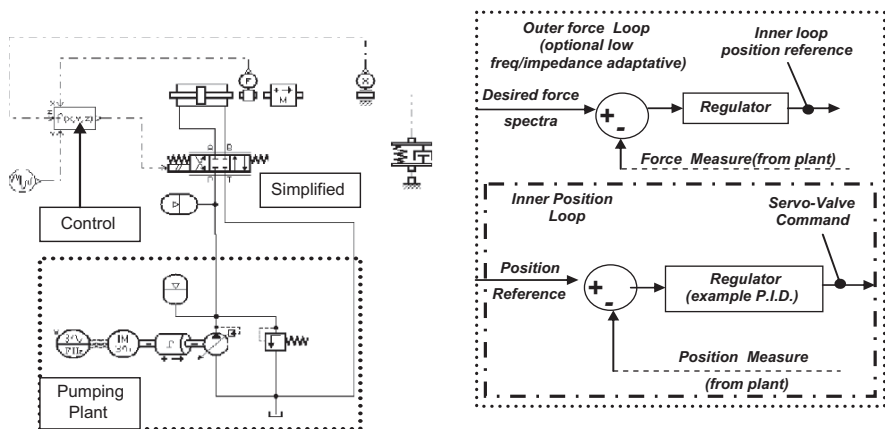 F
X
M
f(x,y,z)
A B
P T
Simplified
Control
IM
Pumping
Plant
Outer force Loop
(optional low
freq/impedance adaptative)
Inner loop
position reference
Desired force
spectra
+
-
Regulator
Force Measure(from plant)
Inner Position
Loop
Servo-Valve
Command
Position
Reference
+
-
Regulator
(example P.I.D.)
Position Measure
(from plant)